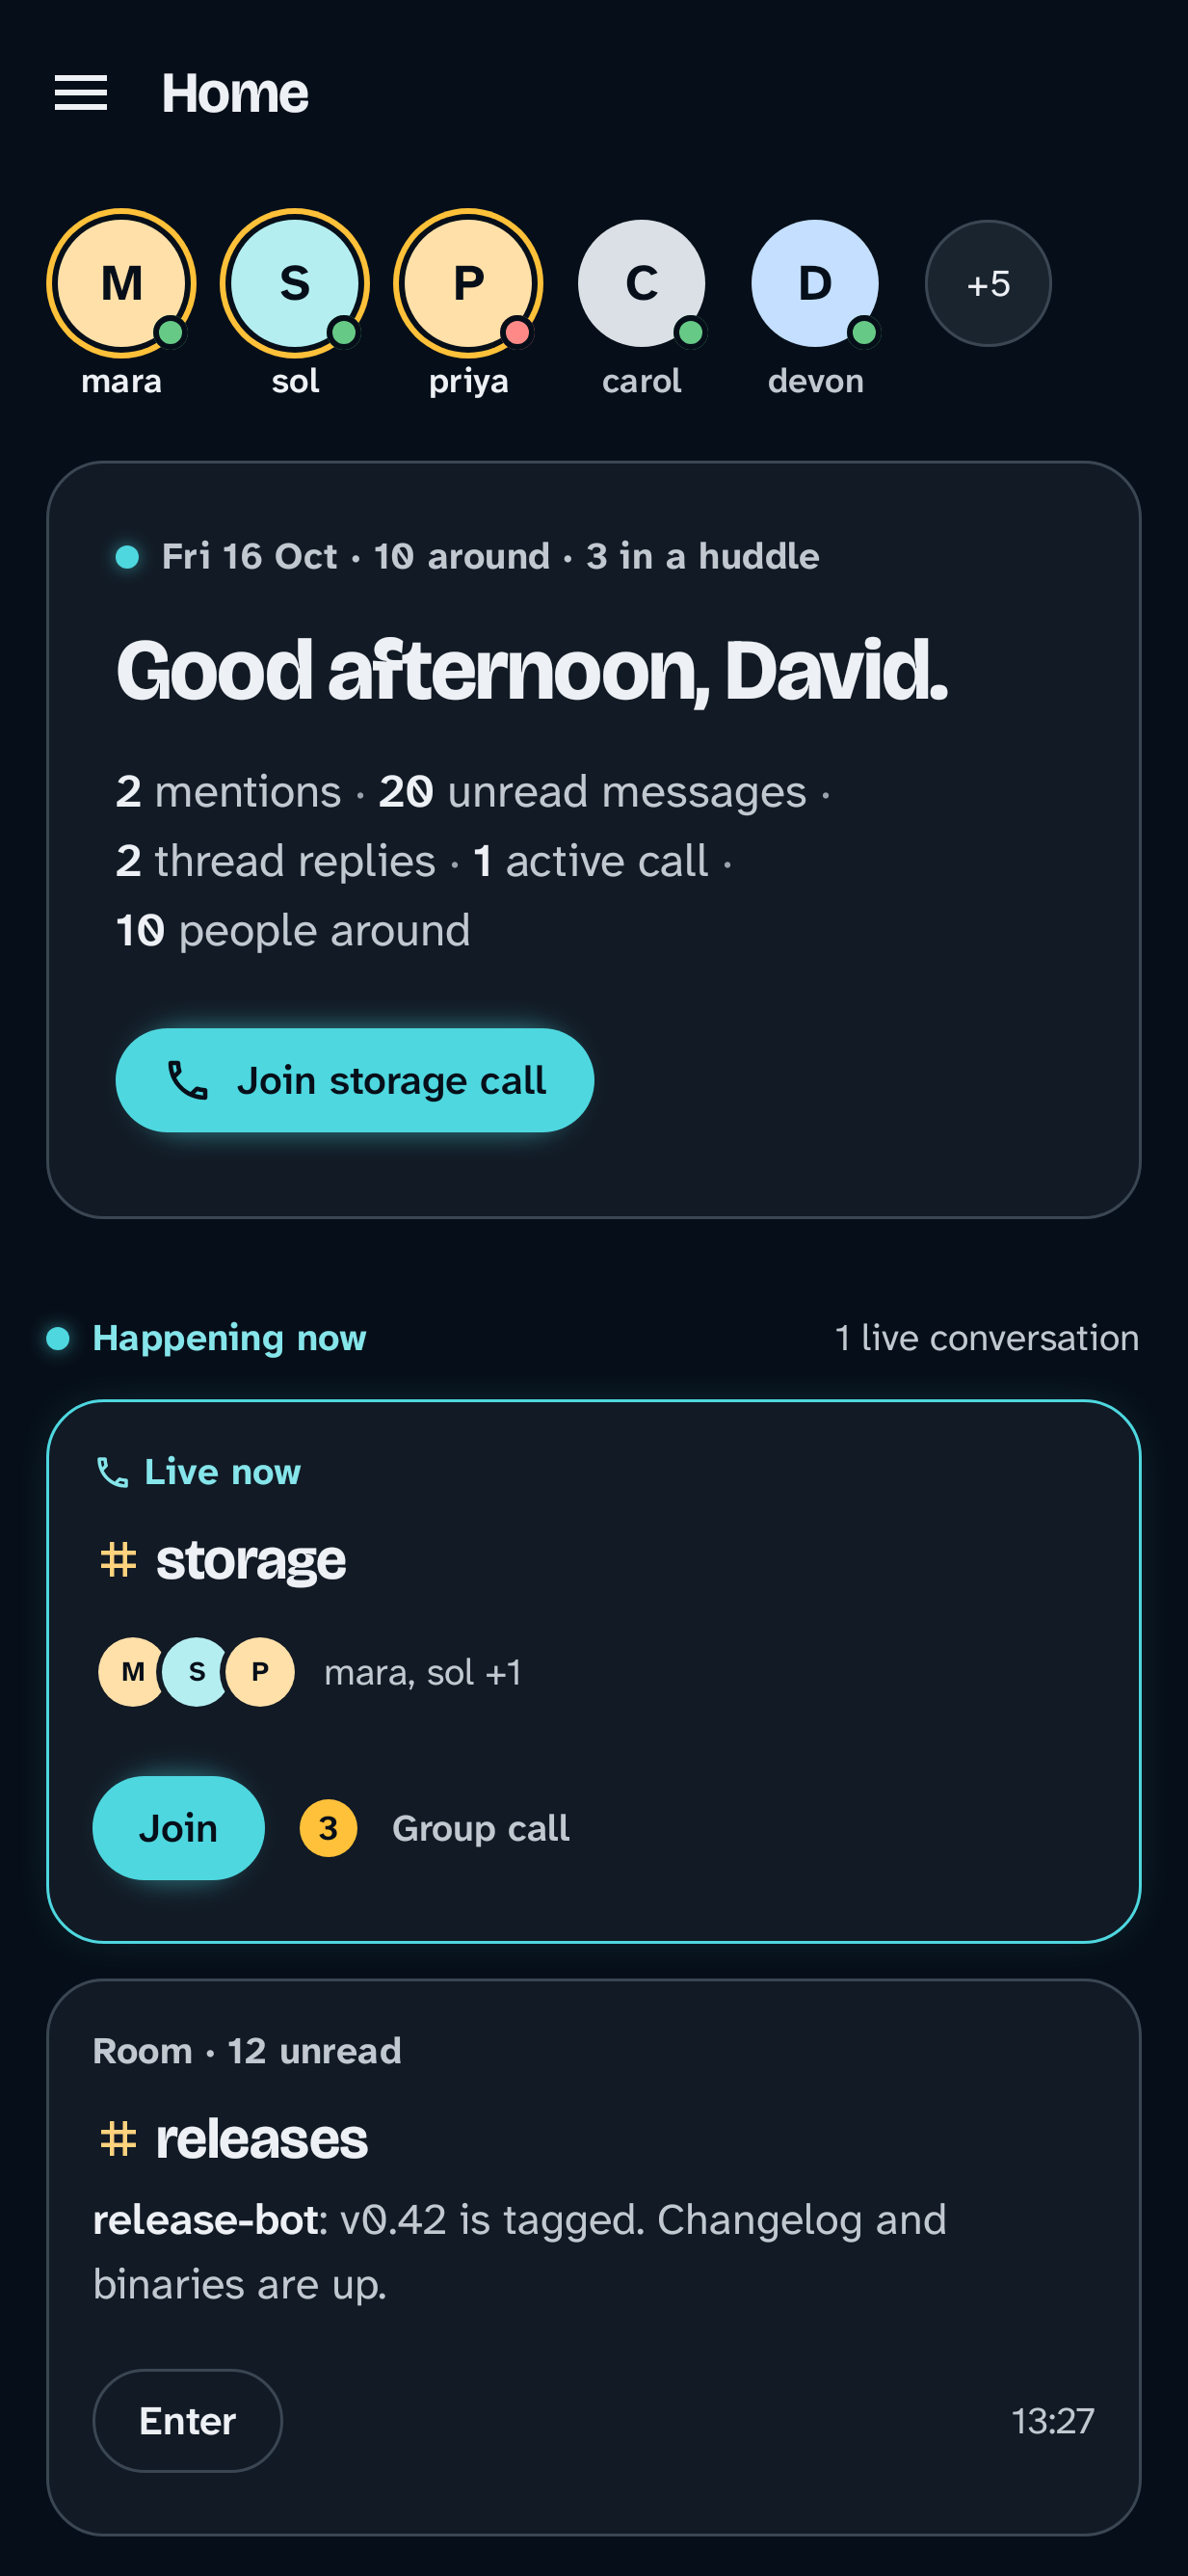 Home
M S P C D +5
mara sol priya carol devon
Fri 16 Oct · 10 around · 3 in a huddle
Good afternoon, David.
2 mentions · 20 unread messages ·
2 thread replies · 1 active call ·
10 people around
Join storage call
Happening now 1 live conversation
Live now
# storage
M S P mara, sol +1
Join 3 Group call
Room · 12 unread
# releases
release-bot: v0.42 is tagged. Changelog and
binaries are up.
Enter 13:27